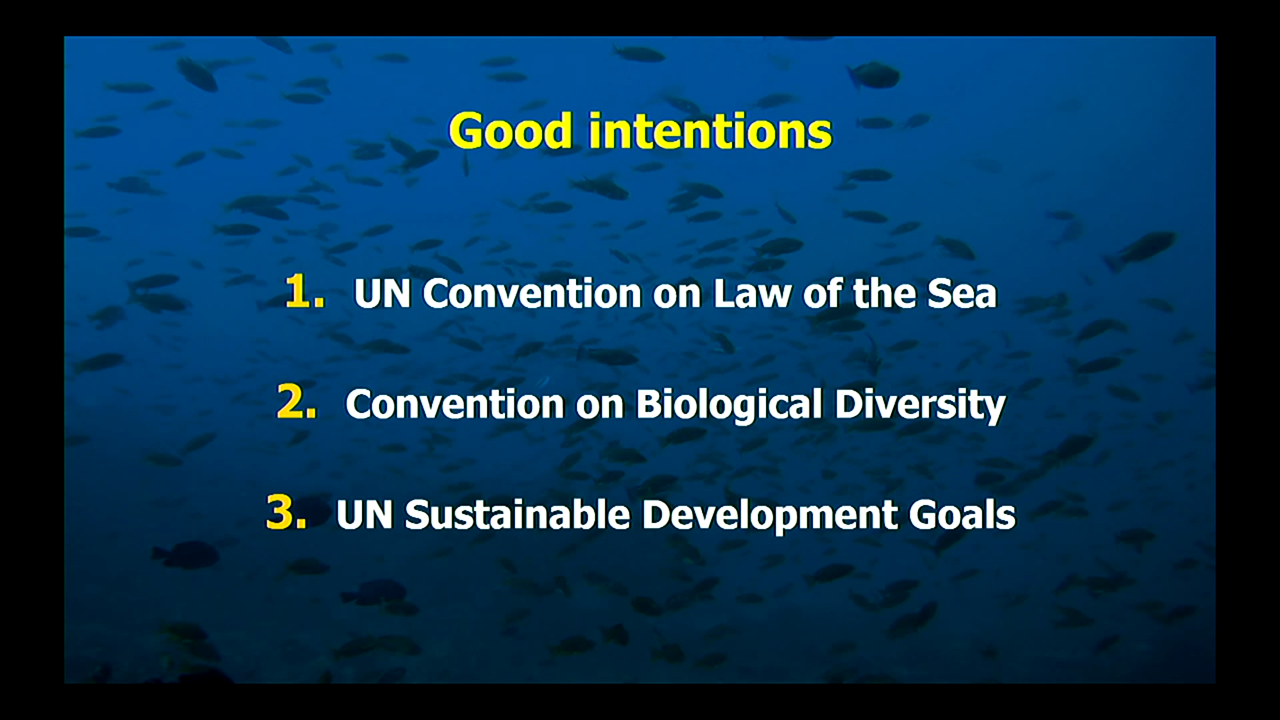 Good intentions
1. UN Convention on Law of the Sea
2. Convention on Biological Diversity
3. UN Sustainable Development Goals